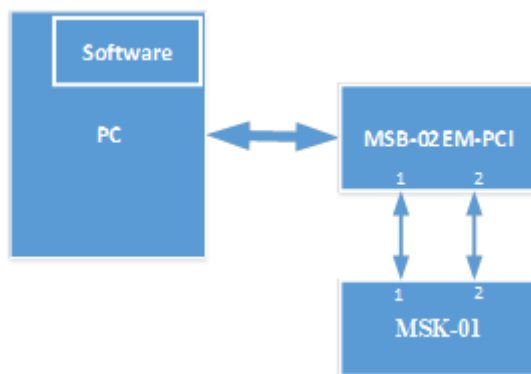 Software
PC
MSB-02EM-PCI
1 2
1 2
MSK-01